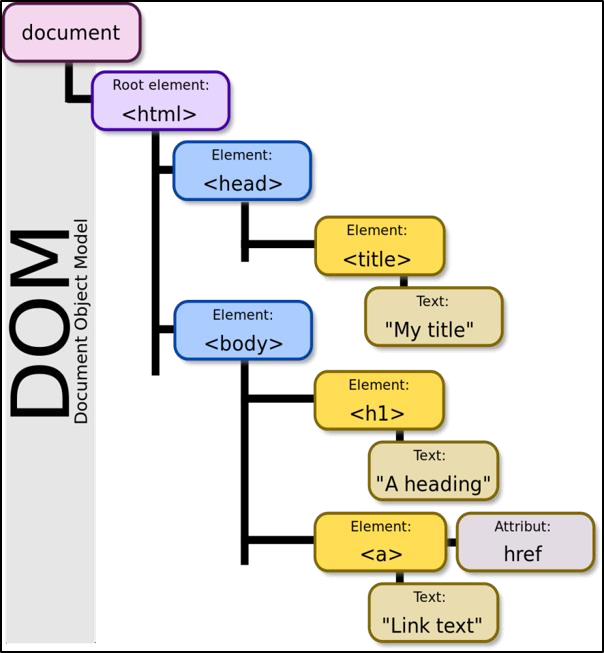 document
Root element:
<html>
Element:
<head>
Element:
<title>
Text:
"My title"
Element:
<body>
Element:
<h1>
Text:
"A heading"
Element:
<a>
Attribut:
href
Text:
"Link text"
DOM
Document Object Model